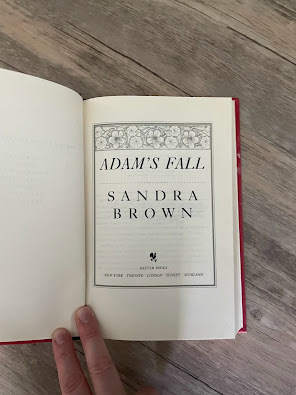 ADAM'S FALL
SANDRA
BROWN
BANTAM BOOKS
NEW YORK TORONTO LONDON SYDNEY AUCKLAND